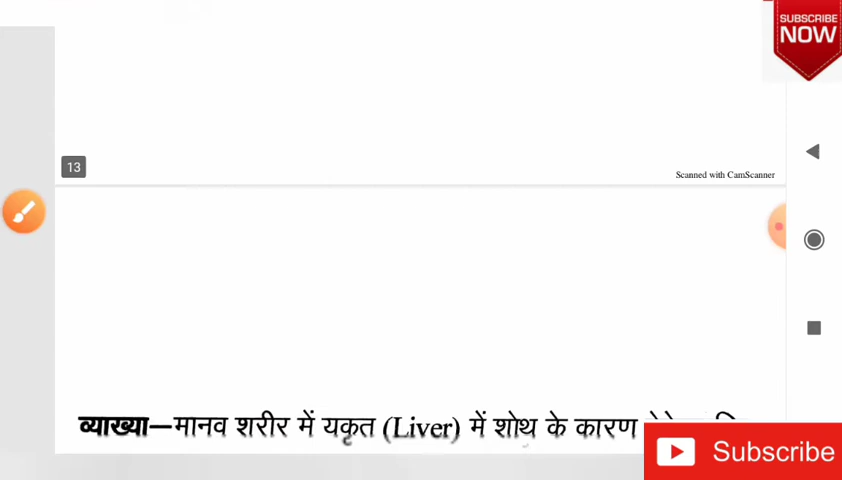 SUBSCRIBE
NOW
13
Scanned with CamScanner
व्याख्या—मानव शरीर में यकृत (Liver) में शोथ के कारण
Subscribe